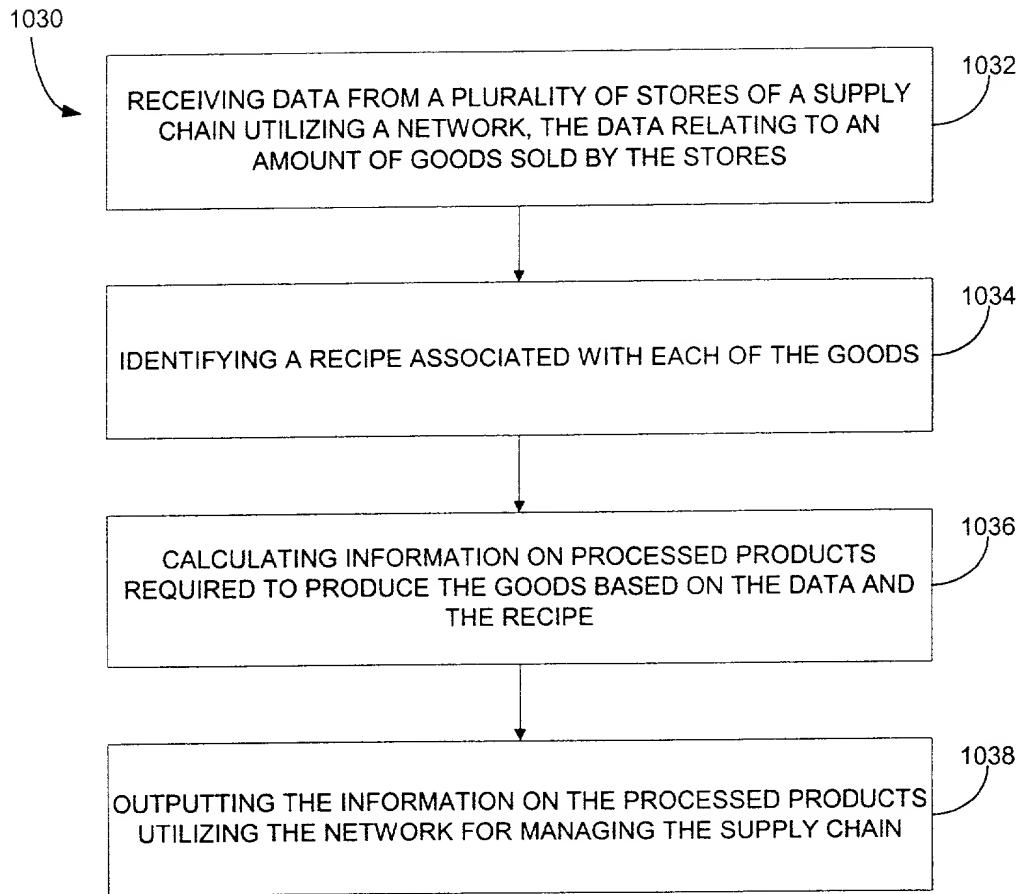 1030
1032
RECEIVING DATA FROM A PLURALITY OF STORES OF A SUPPLY
CHAIN UTILIZING A NETWORK, THE DATA RELATING TO AN
AMOUNT OF GOODS SOLD BY THE STORES
1034
IDENTIFYING A RECIPE ASSOCIATED WITH EACH OF THE GOODS
1036
CALCULATING INFORMATION ON PROCESSED PRODUCTS
REQUIRED TO PRODUCE THE GOODS BASED ON THE DATA AND
THE RECIPE
1038
OUTPUTTING THE INFORMATION ON THE PROCESSED PRODUCTS
UTILIZING THE NETWORK FOR MANAGING THE SUPPLY CHAIN